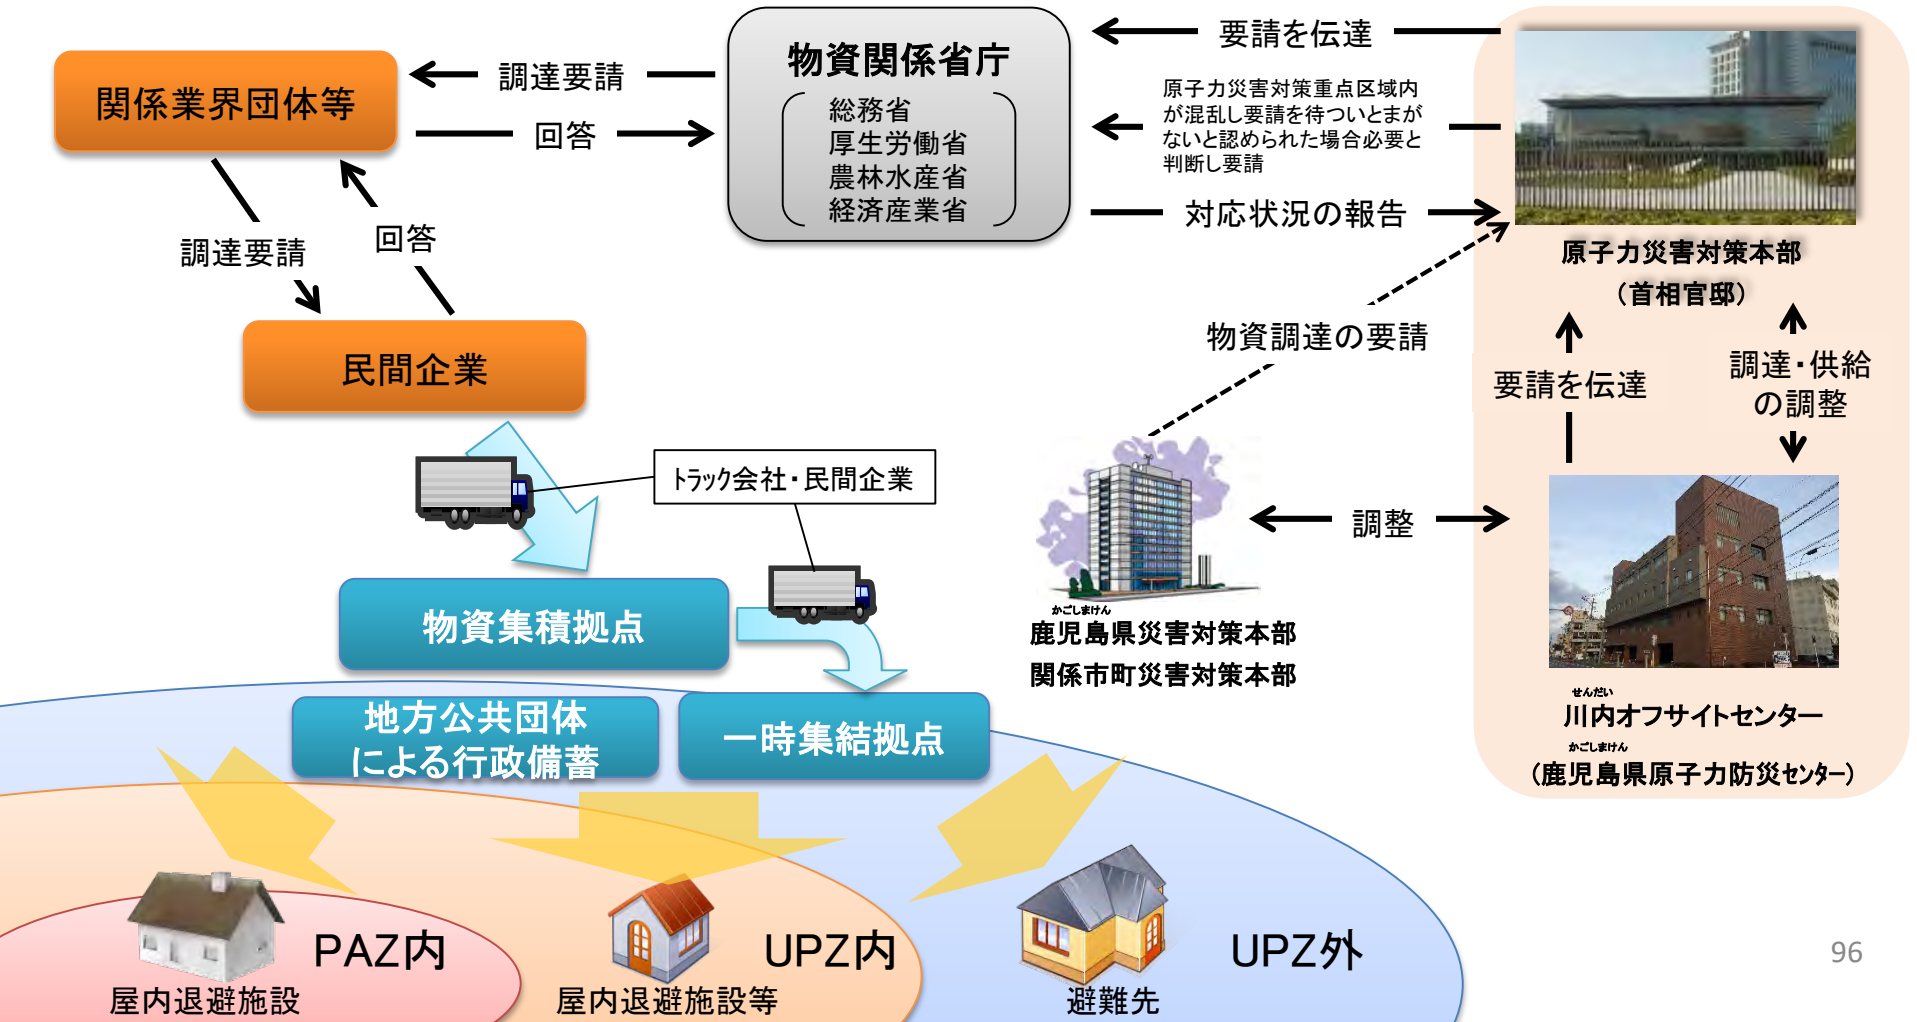 物資関係省庁
総務省
厚生労働省
農林水産省
経済産業省
関係業界団体等
調達要請
回答
要請を伝達
原子力災害対策重点区域内
が混乱し要請を待ついとまが
ないと認められた場合必要と
判断し要請
対応状況の報告
原子力災害対策本部
（首相官邸）
調達要請
回答
民間企業
物資調達の要請
要請を伝達
調達・供給
の調整
トラック会社・民間企業
調整
物資集積拠点
かごしまけん
鹿児島県災害対策本部
関係市町災害対策本部
せんだい
川内オフサイトセンター
かごしまけん
（鹿児島県原子力防災センター）
地方公共団体
による行政備蓄
一時集結拠点
PAZ内
屋内退避施設
UPZ内
屋内退避施設等
UPZ外
避難先
96